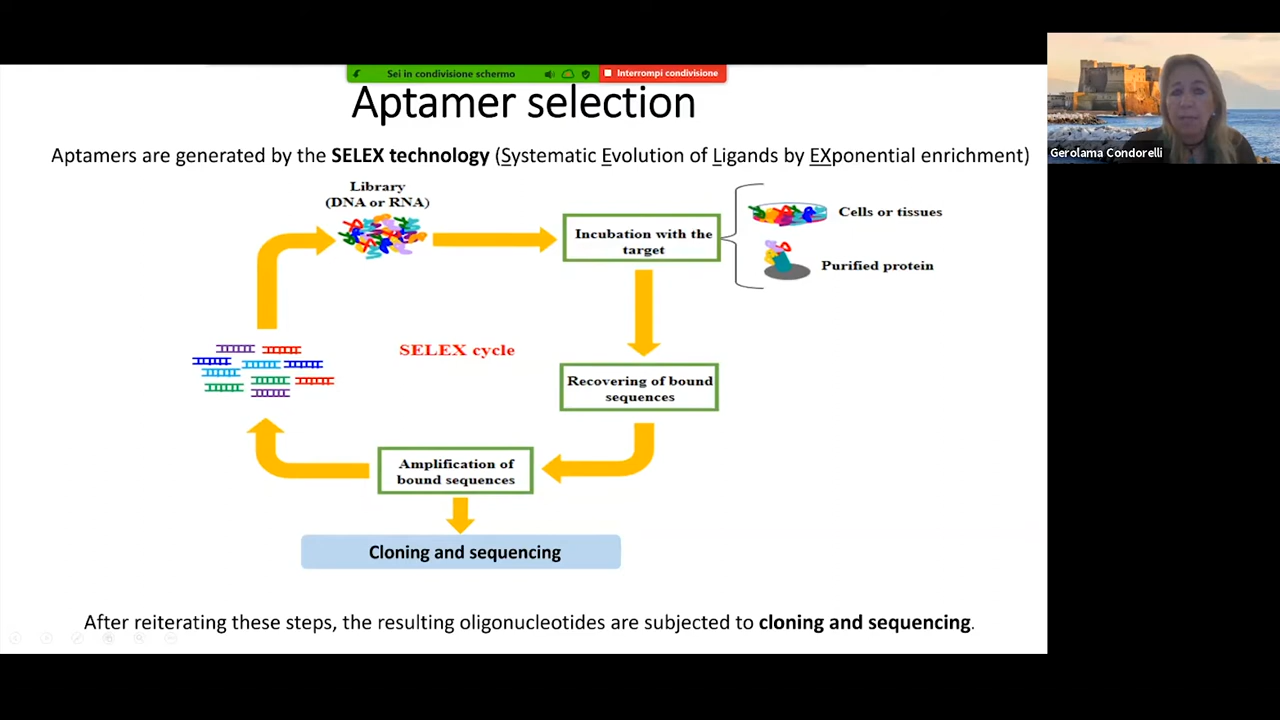 Sei in condivisione schermo
Interrompi condivisione
Aptamer selection
Aptamers are generated by the SELEX technology (Systematic Evolution of Ligands by EXponential enrichment)
Library
(DNA or RNA)
Incubation with the
target
Cells or tissues
Purified protein
SELEX cycle
Recovering of bound
sequences
Amplification of
bound sequences
Cloning and sequencing
After reiterating these steps, the resulting oligonucleotides are subjected to cloning and sequencing.
Gerolama Condorelli